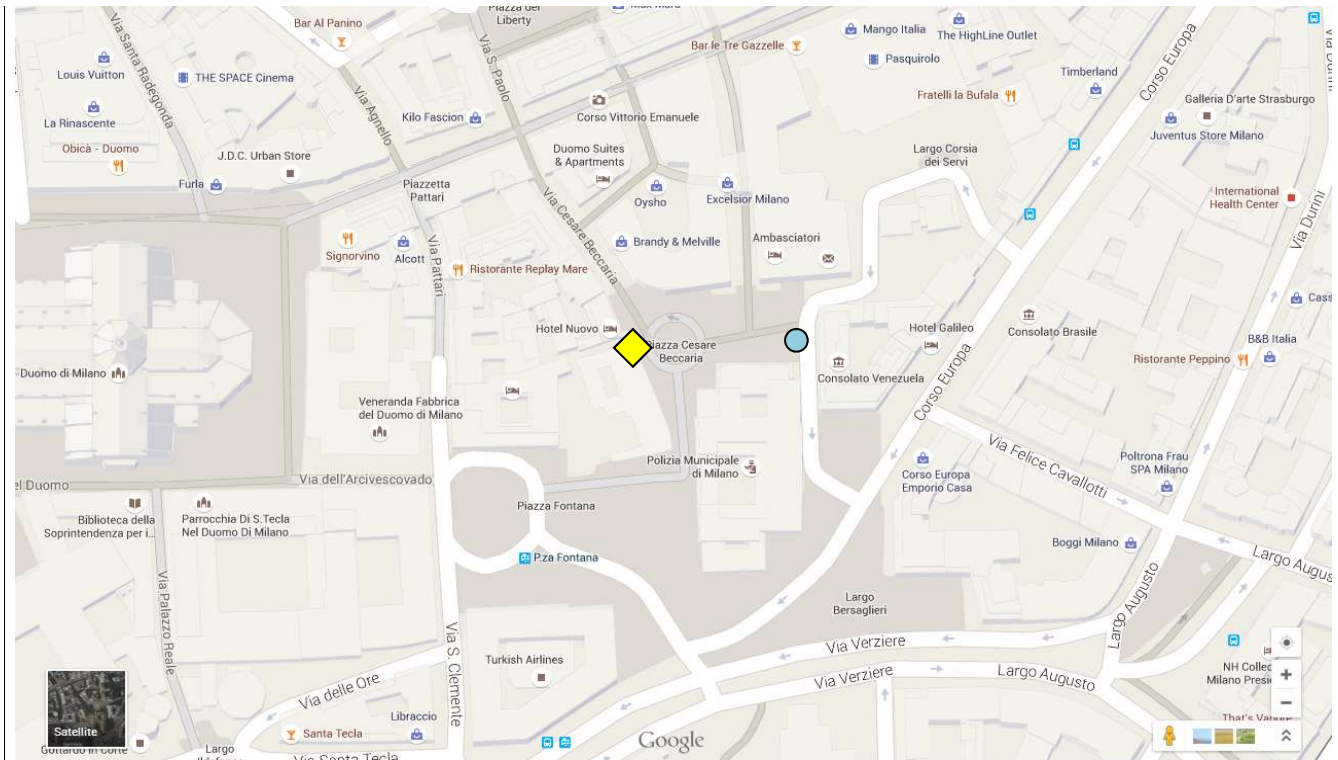 Piazza del
Liberty
Max Mara
Bar Al Panino
Via Santa Radegonda
Louis Vuitton
THE SPACE Cinema
La Rinascente
Obicà - Duomo
J.D.C. Urban Store
Furla
Via Agnello
Via S. Paolo
Kilo Fascion
Corso Vittorio Emanuele
Bar le Tre Gazzelle
Mango Italia
The HighLine Outlet
Pasquirolo
Fratelli la Bufala
Timberland
Corso Europa
Galleria D'arte Strasburgo
Juventus Store Milano
Largo Corsia
dei Servi
International
Health Center
Via Durini
Duomo Suites
& Apartments
Piazzetta
Pattari
Oysho
Excelsior Milano
Via Cesare Beccaria
Brandy & Melville
Ambasciatori
Signorvino
Alcott
Via Pattari
Ristorante Replay Mare
Hotel Nuovo
Piazza Cesare
Beccaria
Hotel Galileo
Consolato Brasile
Consolato Venezuela
Corso Europa
Cass
B&B Italia
Ristorante Peppino
Duomo di Milano
Veneranda Fabbrica
del Duomo di Milano
Via Felice Cavallotti
Poltrona Frau
SPA Milano
Polizia Municipale
di Milano
Corso Europa
Emporio Casa
el Duomo
Via dell'Arcivescovado
Biblioteca della
Soprintendenza per i...
Parrocchia Di S.Tecla
Nel Duomo Di Milano
Piazza Fontana
P.za Fontana
Boggi Milano
Largo Augus
Largo
Bersaglieri
Largo Augusto
Via Palazzo Reale
Via S. Clemente
Turkish Airlines
Via Verziere
Via Verziere
Largo Augusto
NH Collec
Milano Presi
Via delle Ore
Libraccio
Santa Tecla
Satellite
Gottardo in Corte
Largo
Via Santa Tecla
Google